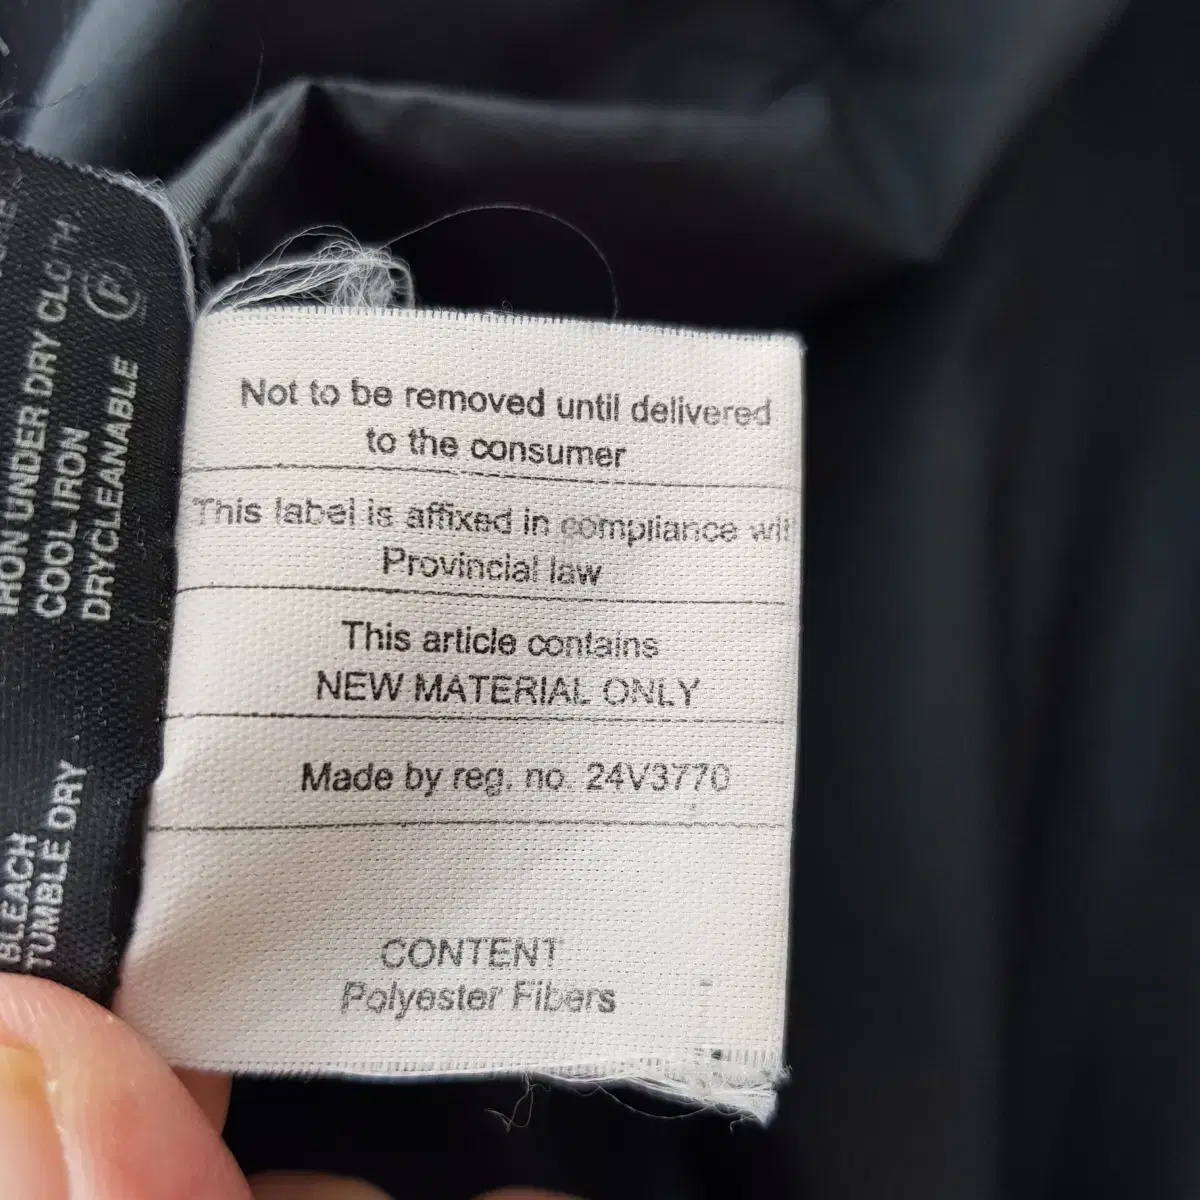 Not to be removed until delivered
to the consumer
This label is affixed in compliance
Provincial law
This article contains
NEW MATERIAL ONLY
Made by reg. no. 24V3770
CONTENT
Polyester Fibers
IRON UNDER DRY CLOTH
COOL IRON
DRYCLEANABLE
F
BLEACH
TUMBLE DRY